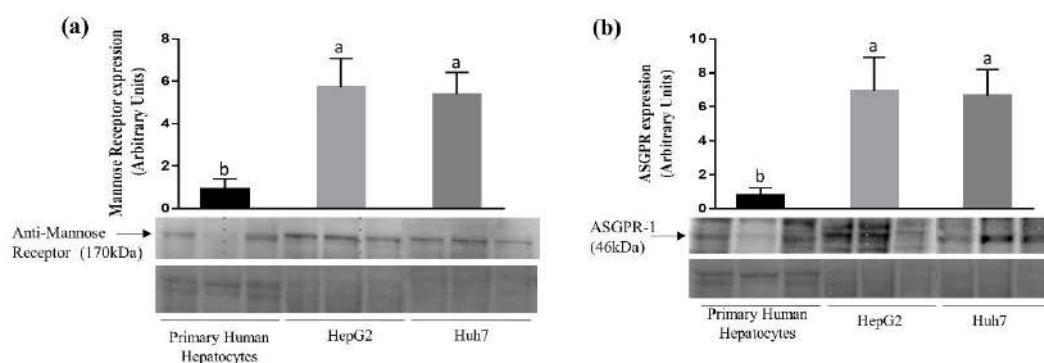 (a)
Mannose Receptor expression
(Arbitrary Units)
8
6
4
2
0
b
a
a
Anti-Mannose
Receptor (170kDa)
Primary Human
Hepatocytes
HepG2
Huh7
(b)
ASGPR expression
(Arbitrary Units)
10
8
6
4
2
0
b
a
a
ASGPR-1
(46kDa)
Primary Human
Hepatocytes
HepG2
Huh7